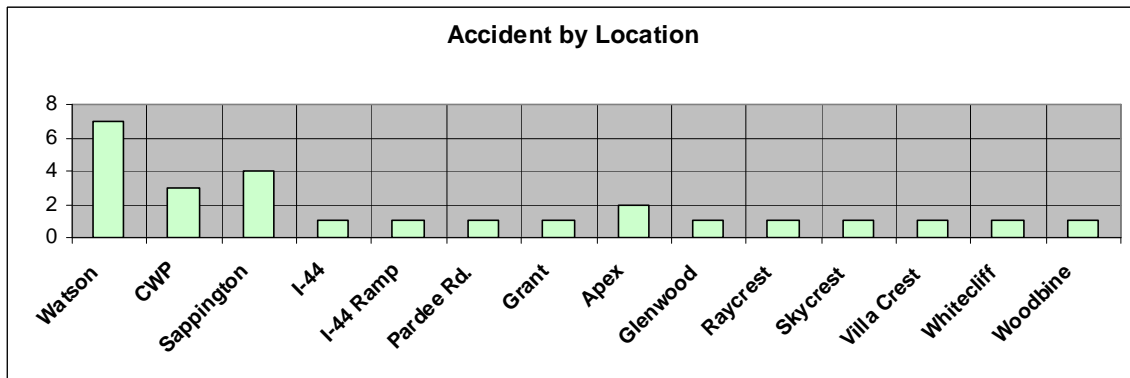 Accident by Location
8
6
4
2
0
Watson
CWP
Sappington
I-44
I-44 Ramp
Pardee Rd.
Grant
Apex
Glenwood
Raycrest
Skycrest
Villa Crest
Whitecliff
Woodbine